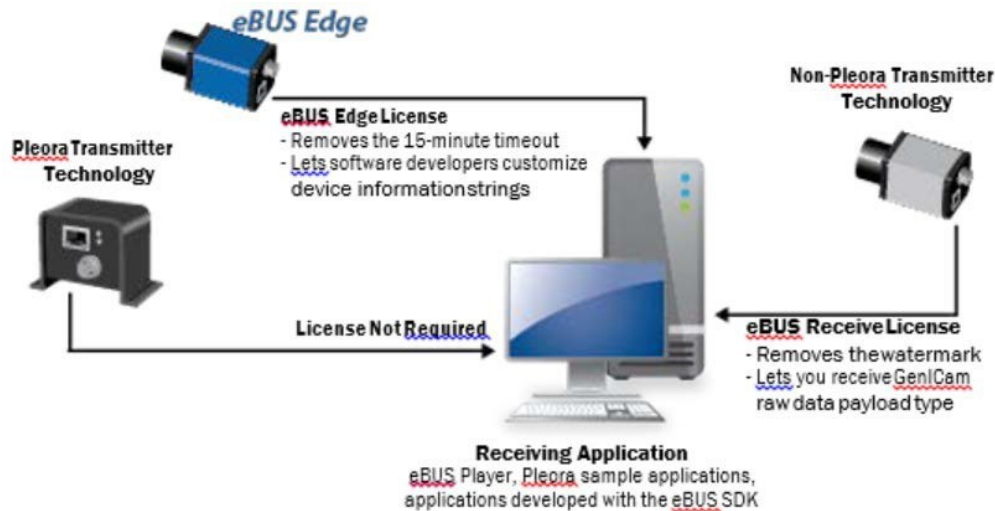 eBUS Edge
eBUS Edge License
- Removes the 15-minute timeout
- Lets software developers customize
device informationstrings
Pleora Transmitter
Technology
Non-Pleora Transmitter
Technology
License Not Required
eBUS Receive License
- Removes thewatermark
- Lets you receive GenICam
raw data payload type
Receiving Application
eBUS Player, Pleora sample applications,
applications developed with the eBUS SDK